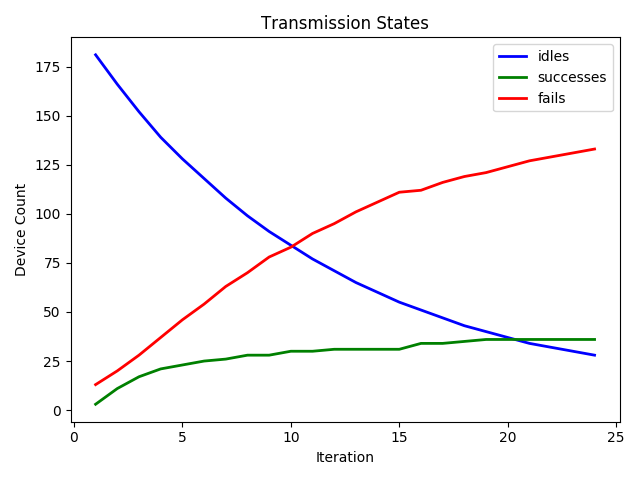 Transmission States
idles
successes
fails
Device Count
175
150
125
100
75
50
25
0
0 5 10 15 20 25
Iteration